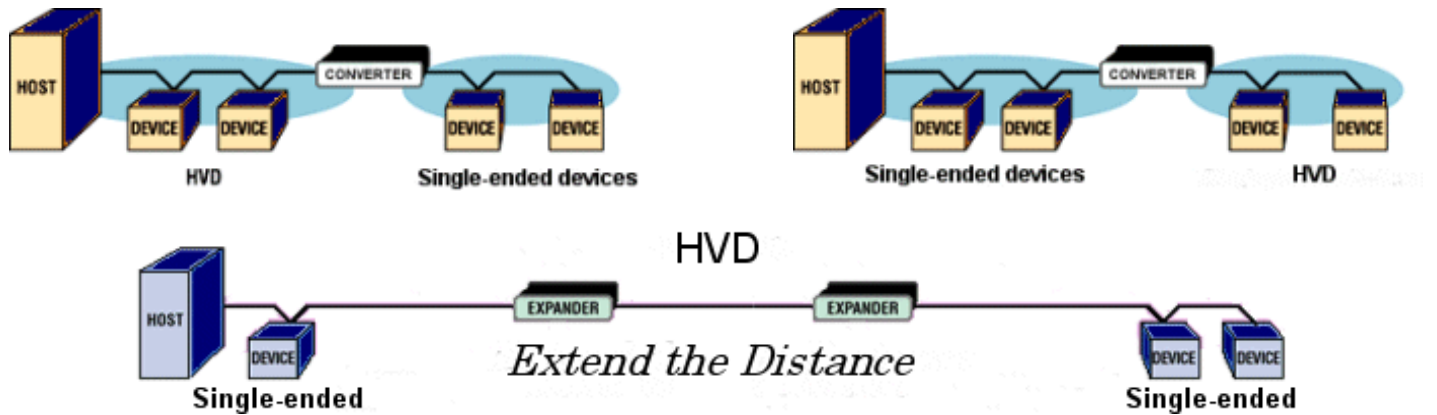 HOST
DEVICE
DEVICE
CONVERTER
DEVICE
DEVICE
HVD
Single-ended devices
HOST
DEVICE
DEVICE
CONVERTER
DEVICE
DEVICE
Single-ended devices
HVD
HVD
HOST
DEVICE
EXPANDER
EXPANDER
DEVICE
DEVICE
Extend the Distance
Single-ended
Single-ended